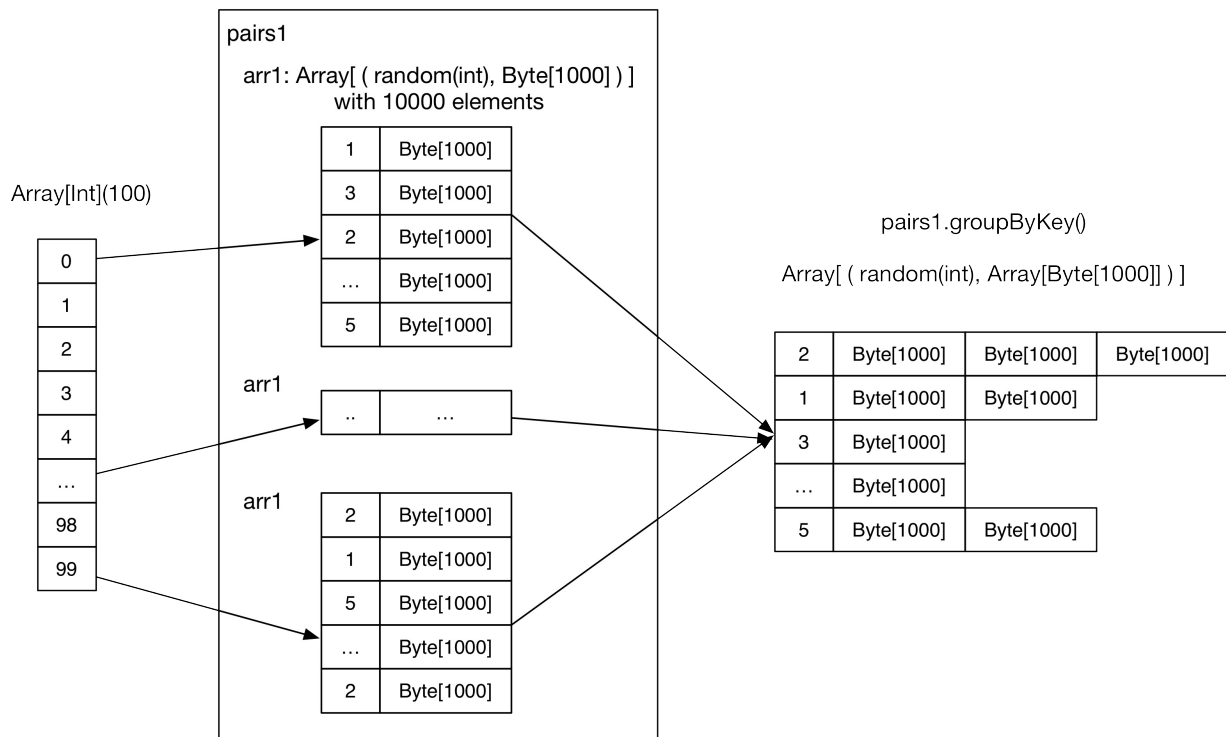 pairs1
arr1: Array[ ( random(int), Byte[1000] ) ]
with 10000 elements
1 Byte[1000]
3 Byte[1000]
2 Byte[1000]
… Byte[1000]
5 Byte[1000]
Array[Int](100)
0
1
2
3
4
…
98
99
arr1
.. …
arr1
2 Byte[1000]
1 Byte[1000]
5 Byte[1000]
… Byte[1000]
2 Byte[1000]
pairs1.groupByKey()
Array[ ( random(int), Array[Byte[1000]] ) ]
2 Byte[1000] Byte[1000] Byte[1000]
1 Byte[1000] Byte[1000]
3 Byte[1000]
… Byte[1000]
5 Byte[1000] Byte[1000]